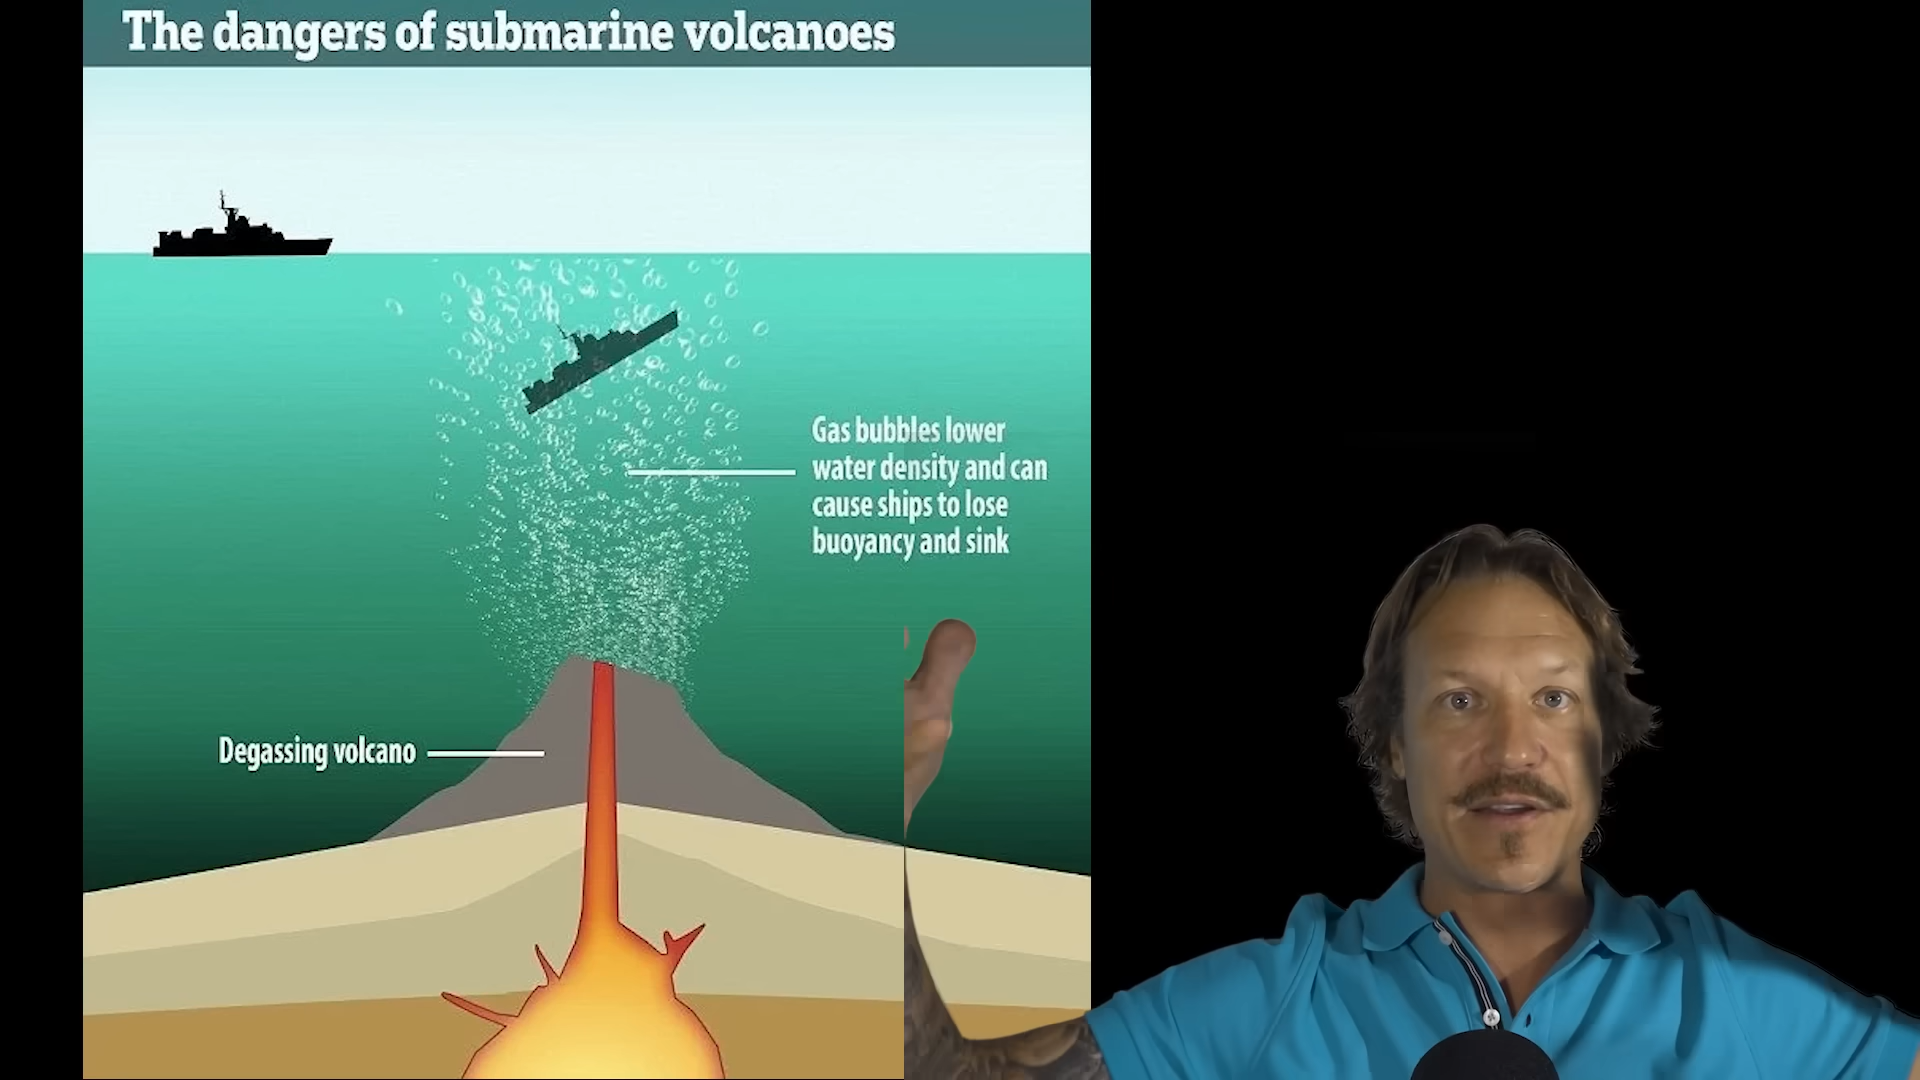 The dangers of submarine volcanoes
Gas bubbles lower
water density and can
cause ships to lose
buoyancy and sink
Degassing volcano